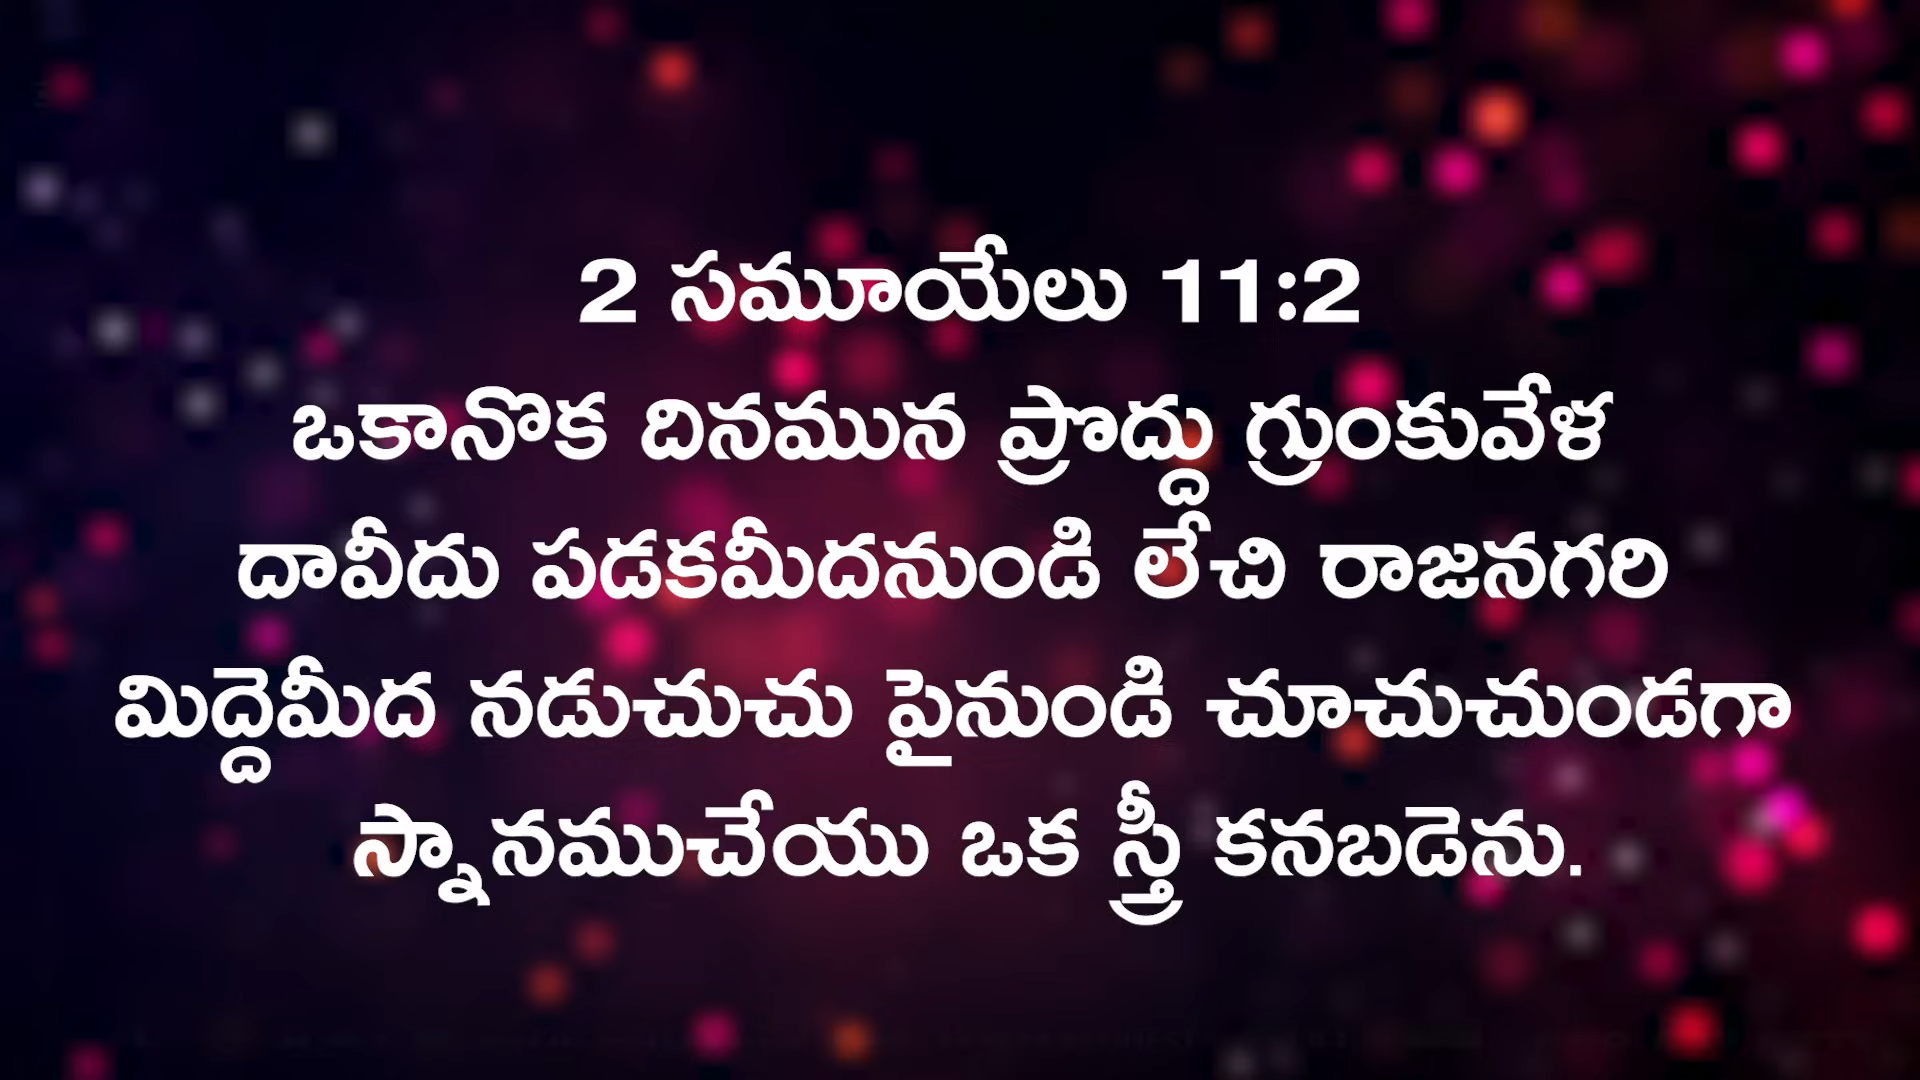 2 సమూయేలు 11:2
ఒకానొక దినమున ప్రొద్దు గ్రుంకువేళ
దావీదు పడకమీదనుండి లేచి రాజనగరి
మిద్దెమీద నడుచుచు పైనుండి చూచుచుండగా
స్నానముచేయు ఒక స్త్రీ కనబడెను.